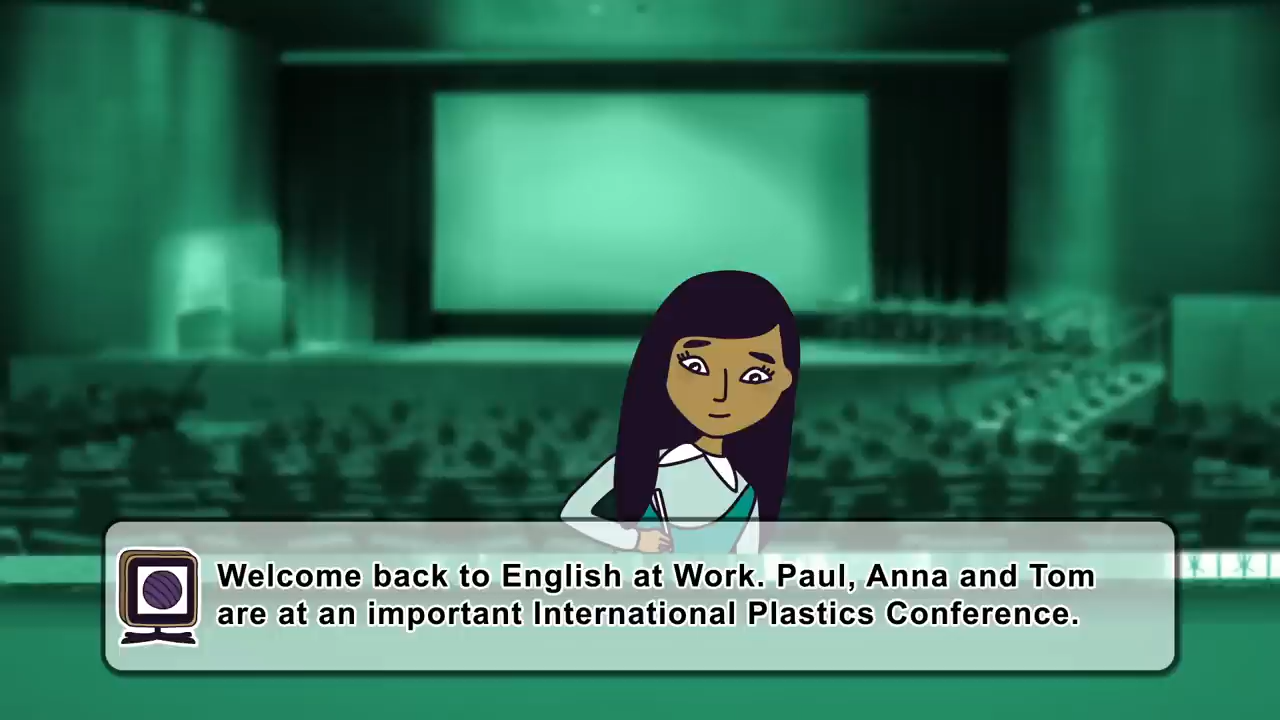 Welcome back to English at Work. Paul, Anna and Tom
are at an important International Plastics Conference.